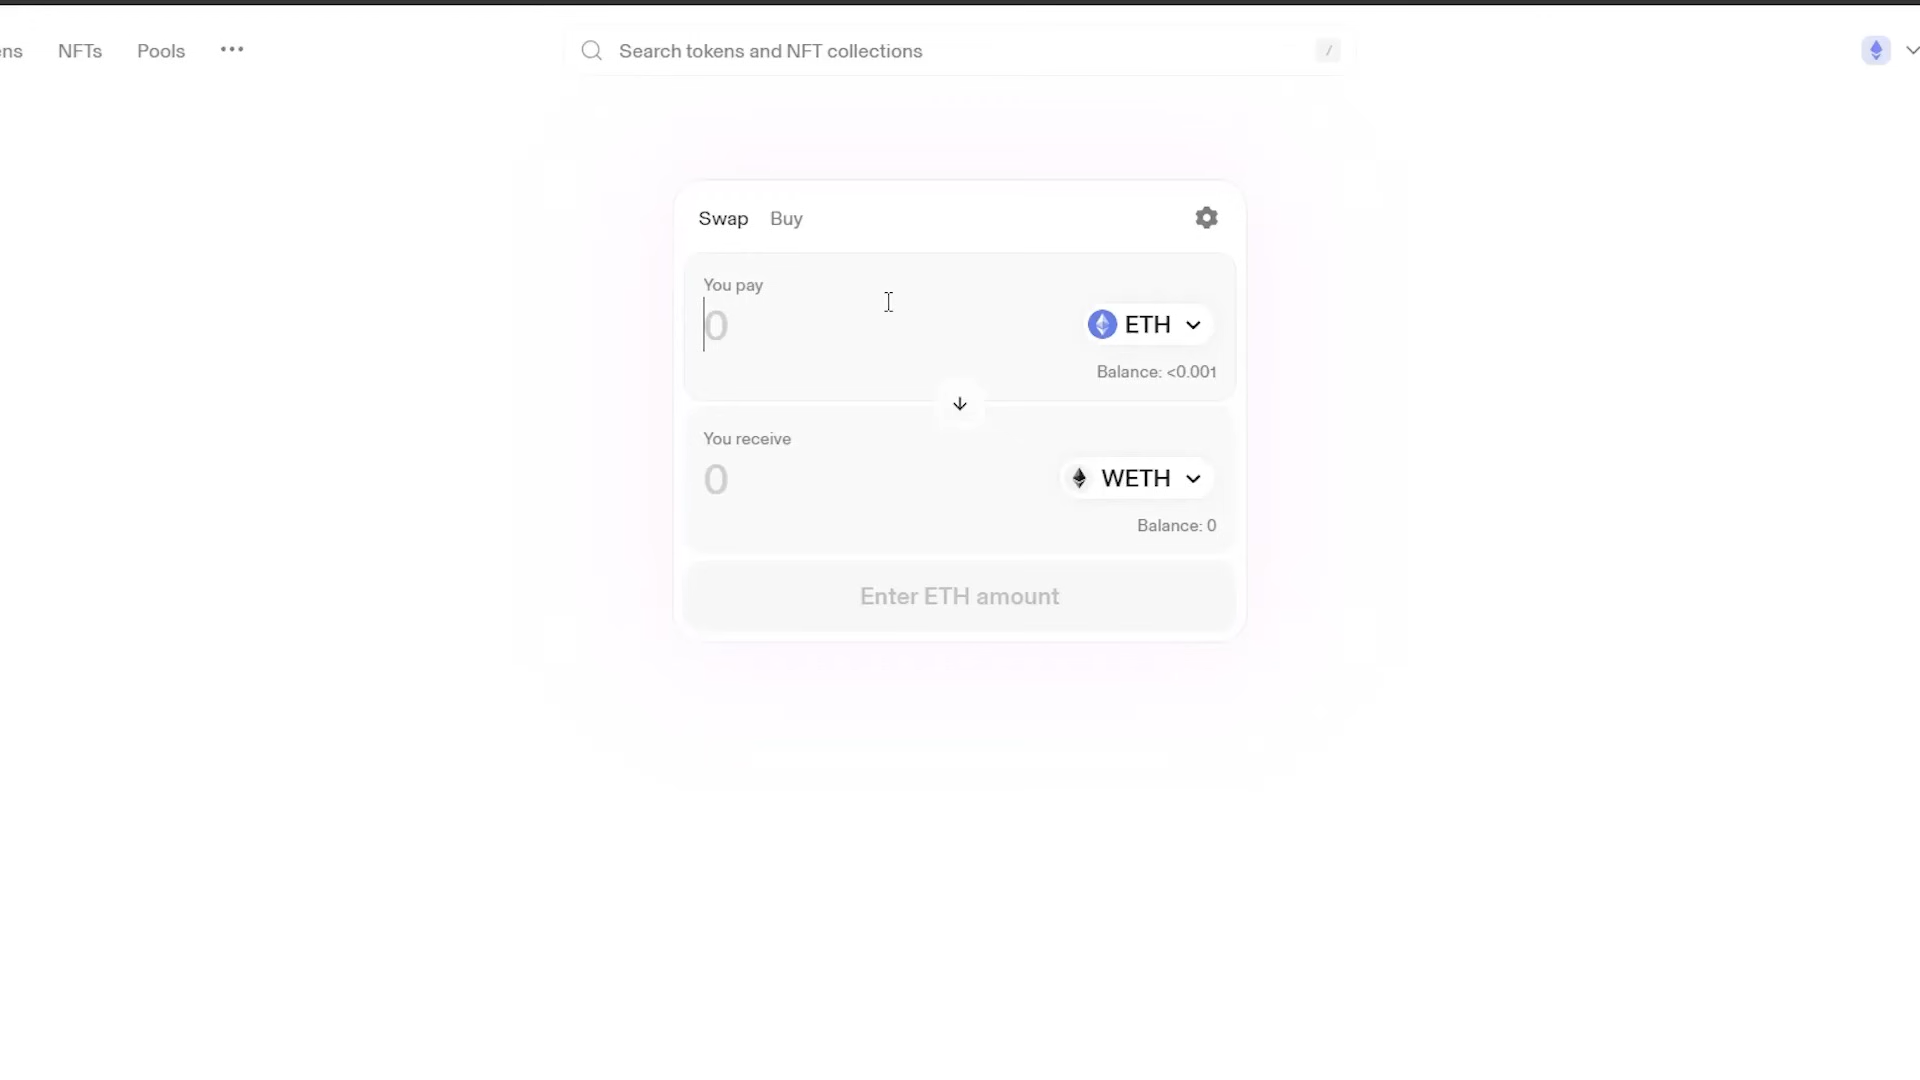 NFTs
Pools
Search tokens and NFT collections
/
Swap
Buy
You pay
0
ETH
Balance: <0.001
You receive
0
WETH
Balance: 0
Enter ETH amount